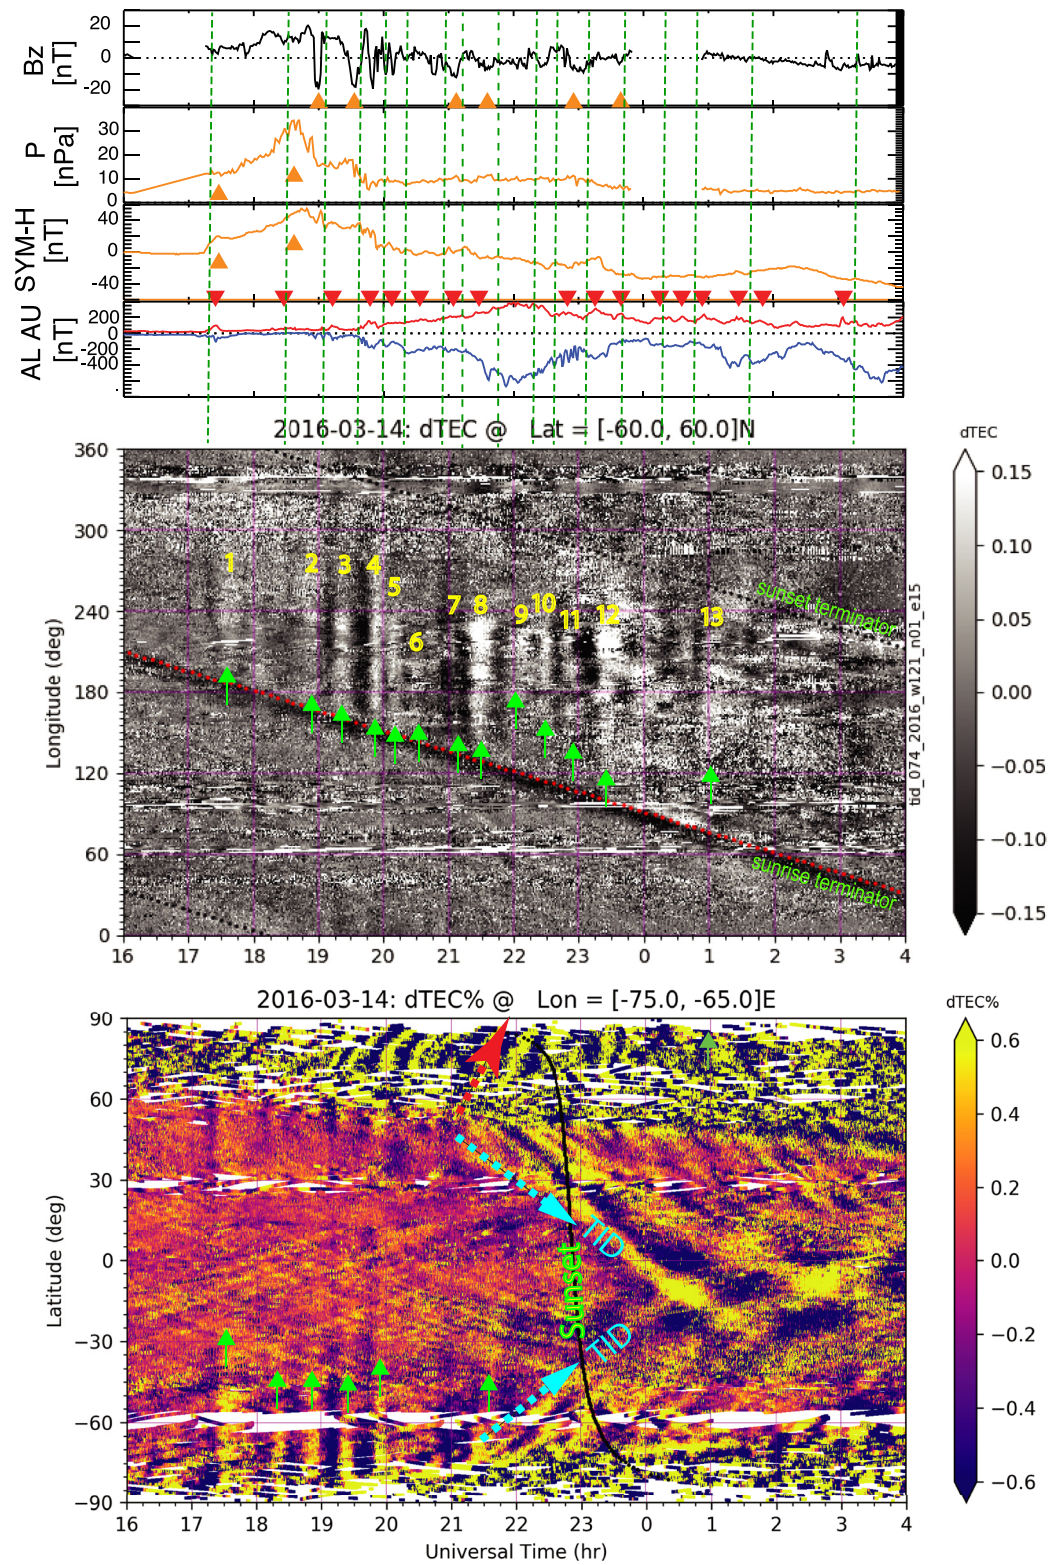 Bz
[nT]
20
0
-20
P
[nPa]
30
20
10
0
SYM-H
[nT]
40
0
-40
AL AU
[nT]
200
0
-200
-400
2016-03-14: dTEC @ Lat = [-60.0, 60.0]N
Longitude (deg)
360
300
240
180
120
60
0
1
2
3
4
5
6
7
8
9
10
11
12
13
sunset terminator
sunrise terminator
16 17 18 19 20 21 22 23 0 1 2 3 4
tid_074_2016_w121_n01_e15
dTEC
0.15
0.10
0.05
0.00
−0.05
−0.10
−0.15
2016-03-14: dTEC% @ Lon = [-75.0, -65.0]E
Latitude (deg)
90
60
30
0
−30
−60
−90
TID
Sunset
TID
16 17 18 19 20 21 22 23 0 1 2 3 4
Universal Time (hr)
dTEC%
0.6
0.4
0.2
0.0
−0.2
−0.4
−0.6